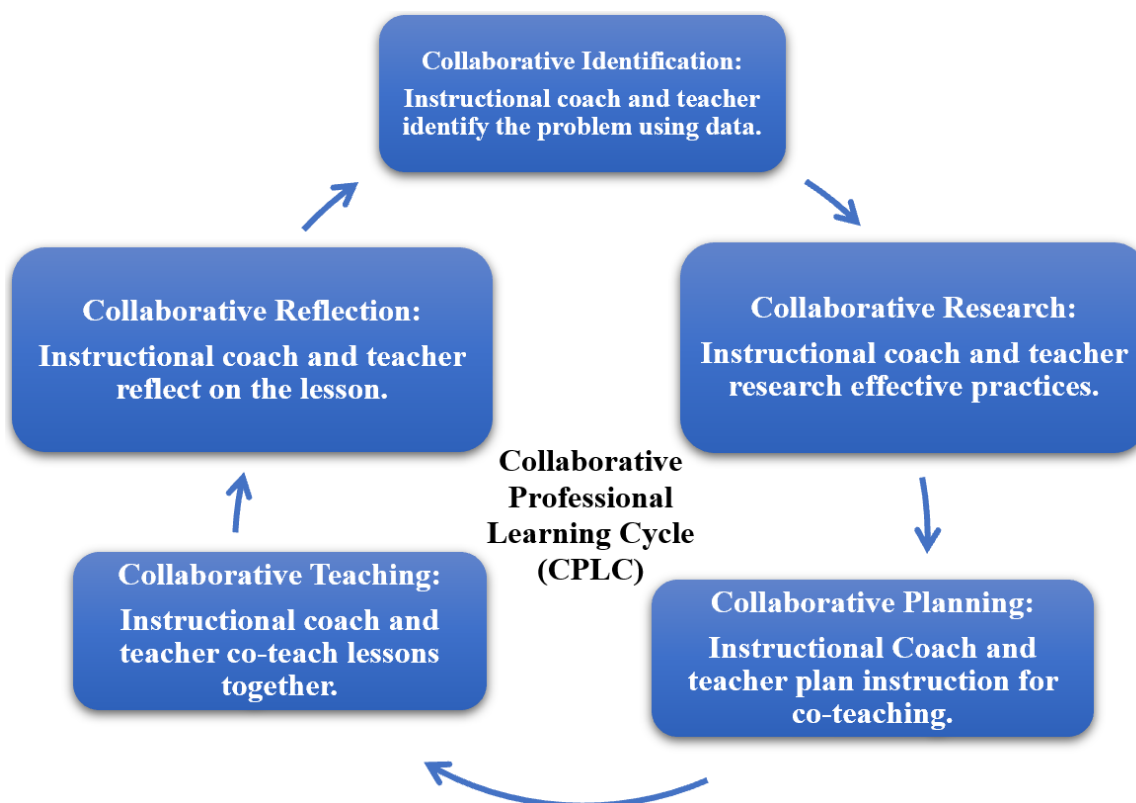 Collaborative Identification:
Instructional coach and teacher
identify the problem using data.
Collaborative Research:
Instructional coach and teacher
research effective practices.
Collaborative Planning:
Instructional Coach and
teacher plan instruction for
co-teaching.
Collaborative Teaching:
Instructional coach and
teacher co-teach lessons
together.
Collaborative Reflection:
Instructional coach and teacher
reflect on the lesson.
Collaborative
Professional
Learning Cycle
(CPLC)